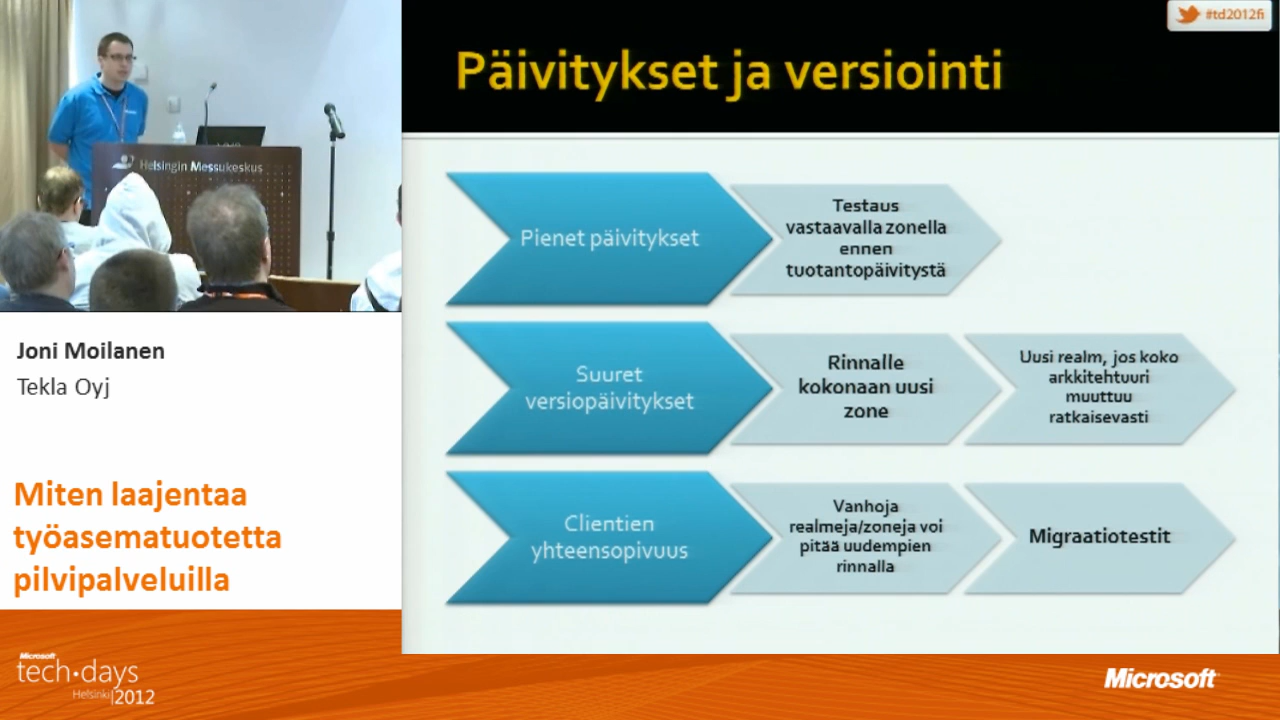 #td2012fi
Päivitykset ja versiointi
Helsingin Messukeskus
Pienet päivitykset
Testaus
vastaavalla zonella
ennen
tuotantopäivitystä
Suuret
versiopäivitykset
Rinnalle
kokonaan uusi
zone
Uusi realm, jos koko
arkkitehtuuri
muuttuu
ratkaisevasti
Clientien
yhteensopivuus
Vanhoja
realmeja/zoneja voi
pitää uudempien
rinnalla
Migraatiotestit
Joni Moilanen
Tekla Oyj
Miten laajentaa
työasematuotetta
pilvipalveluilla
Microsoft
tech·days
Helsinki|2012
Microsoft